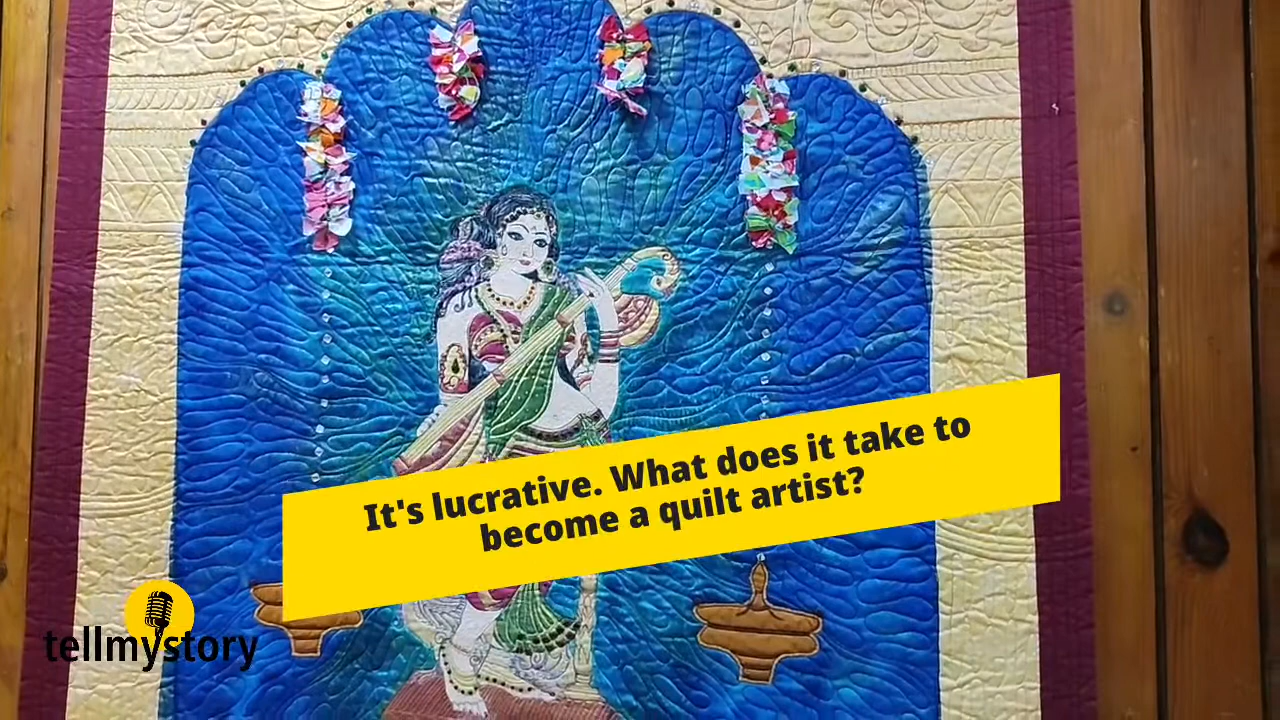 It's lucrative. What does it take to
become a quilt artist?
tellmystory